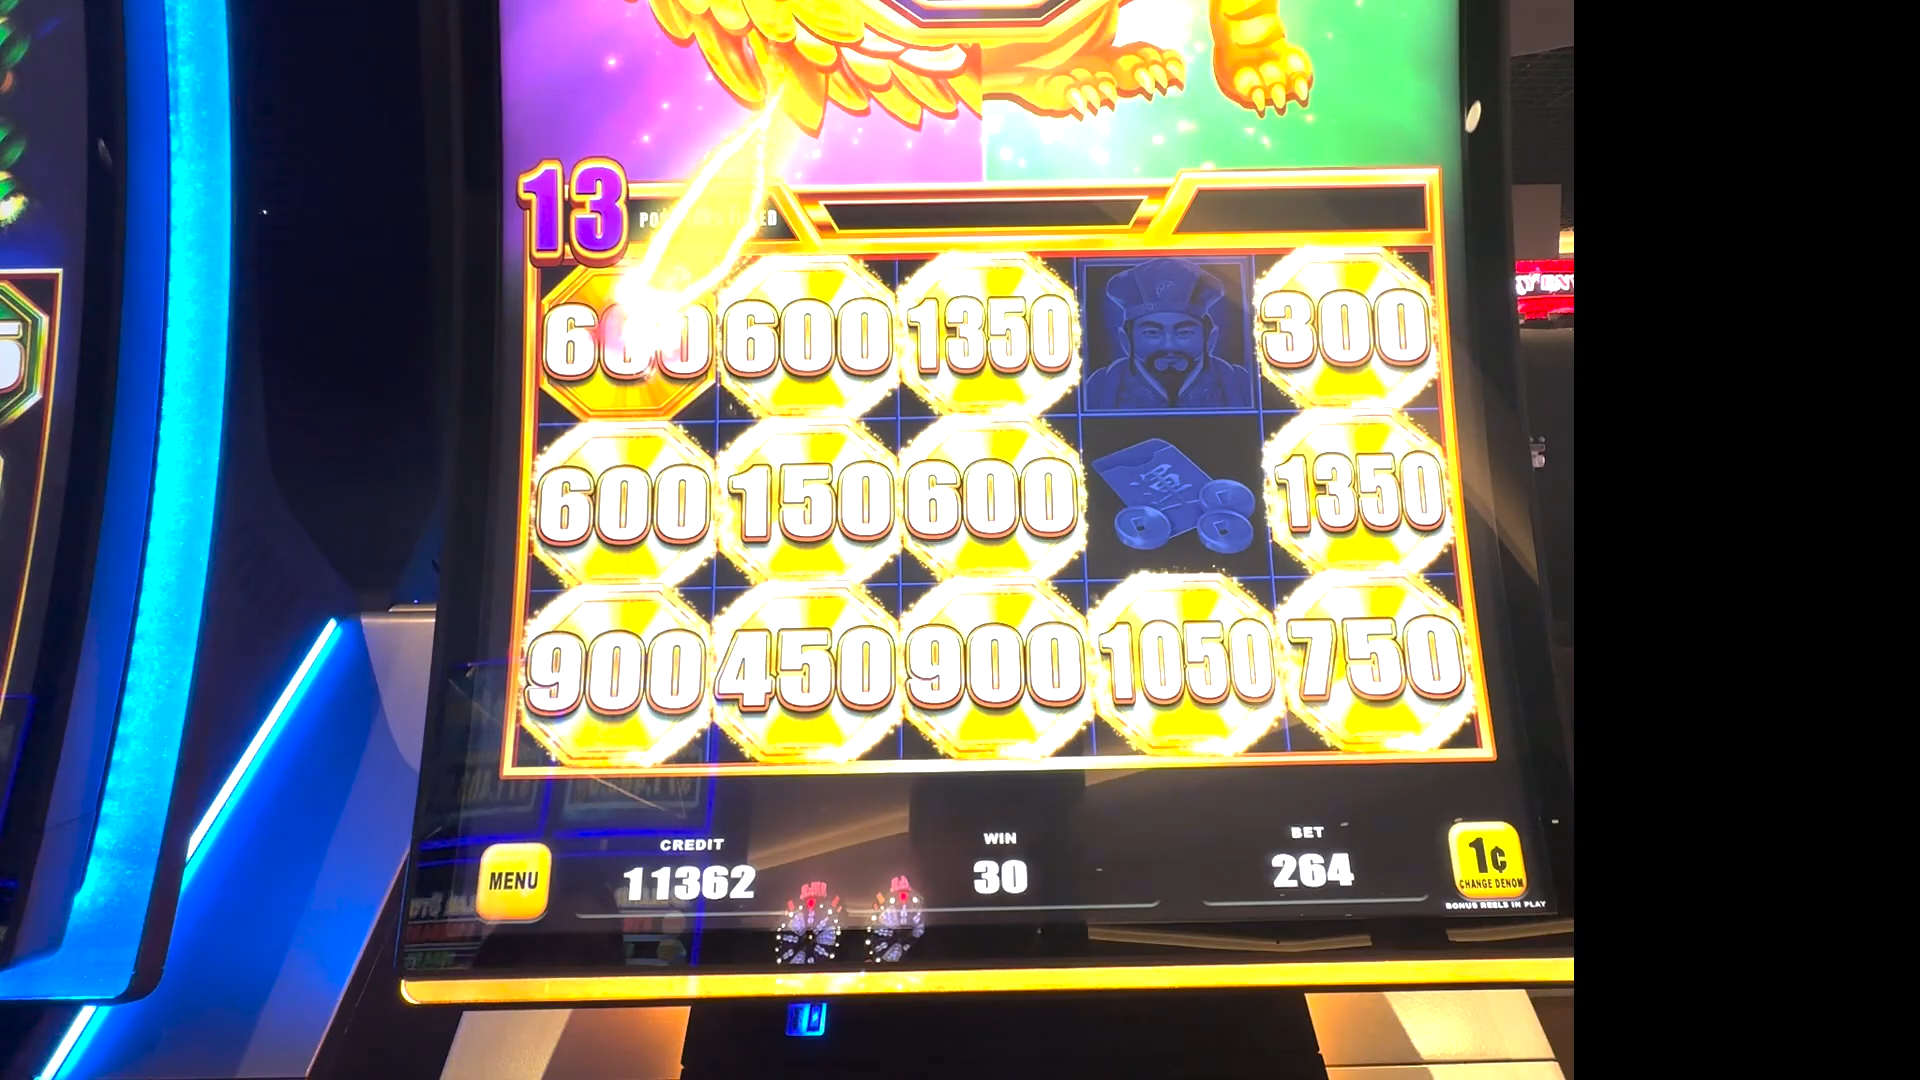 13
600 600 1350 300
600 150 600 1350
900 450 900 1050 750
CREDIT
11362
WIN
30
BET
264
MENU
1¢
CHANGE DENOM
BONUS REELS IN PLAY